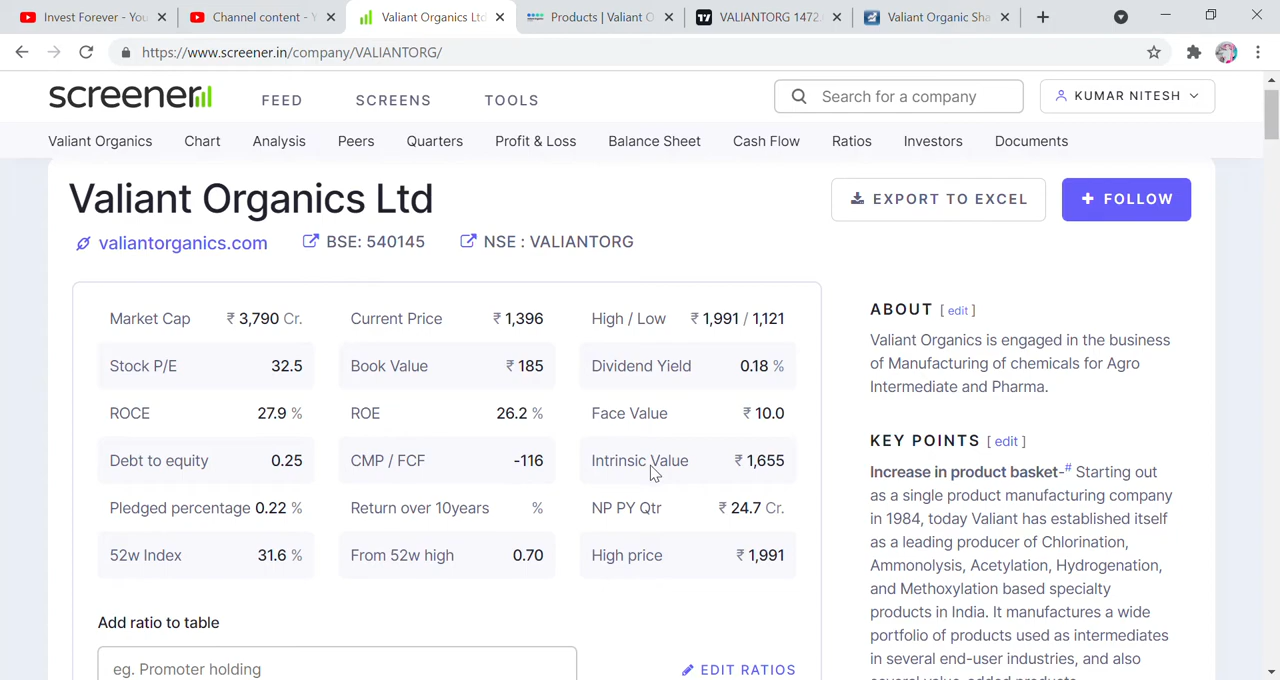 Invest Forever - You
Channel content - Y
Valiant Organics Ltd
Products | Valiant O
VALIANTORG 1472.
Valiant Organic Sha
https://www.screener.in/company/VALIANTORG/
screener
FEED
SCREENS
TOOLS
Search for a company
KUMAR NITESH
Valiant Organics
Chart
Analysis
Peers
Quarters
Profit & Loss
Balance Sheet
Cash Flow
Ratios
Investors
Documents
Valiant Organics Ltd
EXPORT TO EXCEL
+ FOLLOW
valiantorganics.com
BSE: 540145
NSE : VALIANTORG
Market Cap ₹ 3,790 Cr.
Current Price ₹ 1,396
High / Low ₹ 1,991 / 1,121
Stock P/E 32.5
Book Value ₹ 185
Dividend Yield 0.18 %
ROCE 27.9 %
ROE 26.2 %
Face Value ₹ 10.0
Debt to equity 0.25
CMP / FCF -116
Intrinsic Value ₹ 1,655
Pledged percentage 0.22 %
Return over 10years %
NP PY Qtr ₹ 24.7 Cr.
52w Index 31.6 %
From 52w high 0.70
High price ₹ 1,991
Add ratio to table
eg. Promoter holding
EDIT RATIOS
ABOUT [ edit ]
Valiant Organics is engaged in the business
of Manufacturing of chemicals for Agro
Intermediate and Pharma.
KEY POINTS [ edit ]
Increase in product basket-# Starting out
as a single product manufacturing company
in 1984, today Valiant has established itself
as a leading producer of Chlorination,
Ammonolysis, Acetylation, Hydrogenation,
and Methoxylation based specialty
products in India. It manufactures a wide
portfolio of products used as intermediates
in several end-user industries, and also
several value-added products